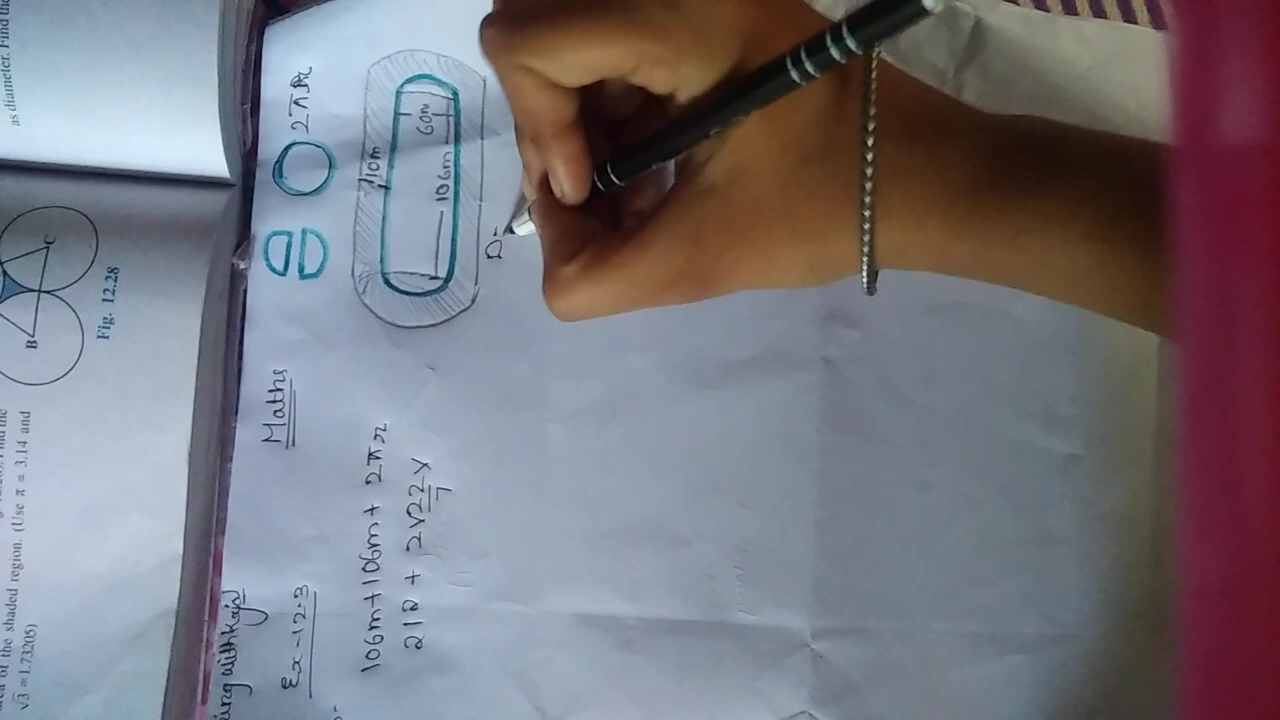 as diameter. Find the
B
C
Fig. 12.28
area of the shaded region. (Use π = 3.14 and
√3 = 1.73205)
Maths
Ex - 12.3
2πr
10m
106m
60m
D-
106m + 106m + 2πr
212 + 2×22/7 ×